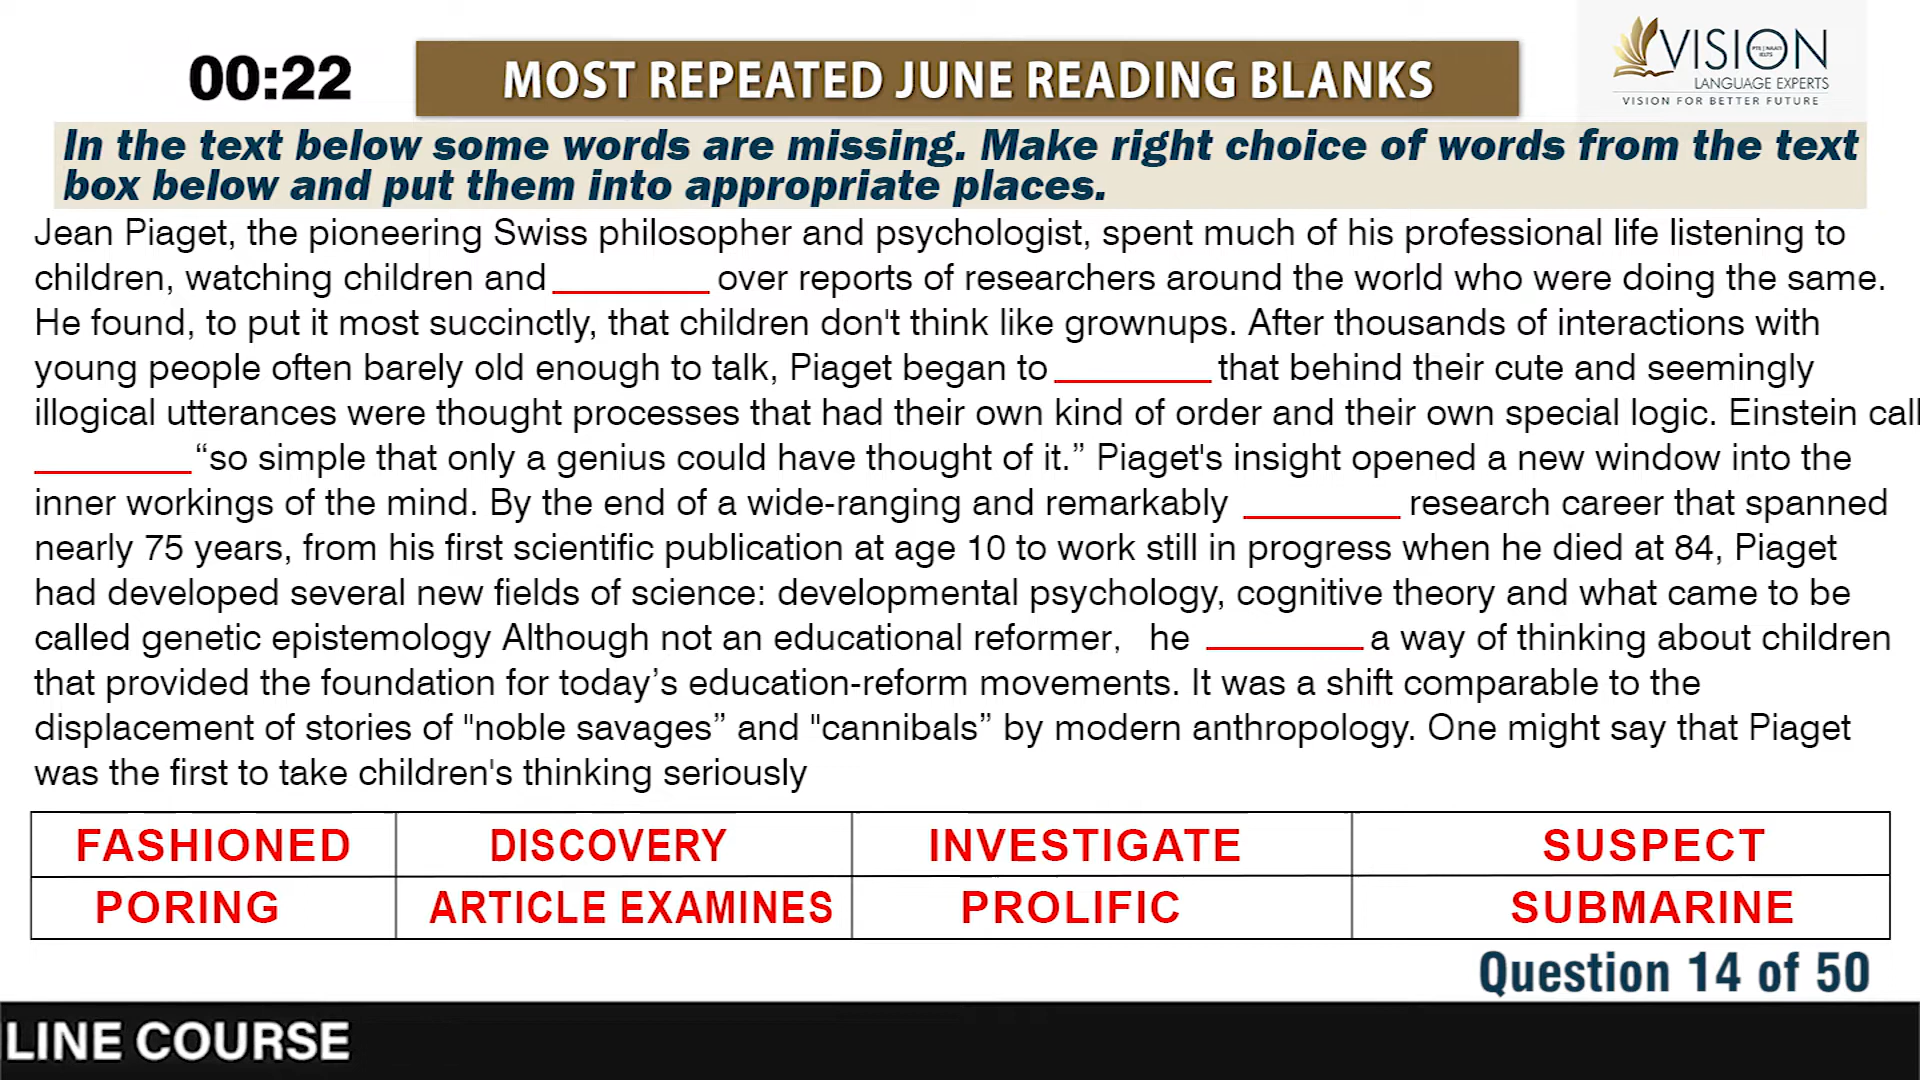 00:22
MOST REPEATED JUNE READING BLANKS
VISION
PTE | NAATI
IELTS
LANGUAGE EXPERTS
VISION FOR BETTER FUTURE
In the text below some words are missing. Make right choice of words from the text
box below and put them into appropriate places.
Jean Piaget, the pioneering Swiss philosopher and psychologist, spent much of his professional life listening to
children, watching children and ________ over reports of researchers around the world who were doing the same.
He found, to put it most succinctly, that children don't think like grownups. After thousands of interactions with
young people often barely old enough to talk, Piaget began to ________ that behind their cute and seemingly
illogical utterances were thought processes that had their own kind of order and their own special logic. Einstein call
________ “so simple that only a genius could have thought of it.” Piaget's insight opened a new window into the
inner workings of the mind. By the end of a wide-ranging and remarkably ________ research career that spanned
nearly 75 years, from his first scientific publication at age 10 to work still in progress when he died at 84, Piaget
had developed several new fields of science: developmental psychology, cognitive theory and what came to be
called genetic epistemology Although not an educational reformer, he ________ a way of thinking about children
that provided the foundation for today’s education-reform movements. It was a shift comparable to the
displacement of stories of "noble savages” and "cannibals” by modern anthropology. One might say that Piaget
was the first to take children's thinking seriously
FASHIONED DISCOVERY INVESTIGATE SUSPECT
PORING ARTICLE EXAMINES PROLIFIC SUBMARINE
Question 14 of 50
LINE COURSE